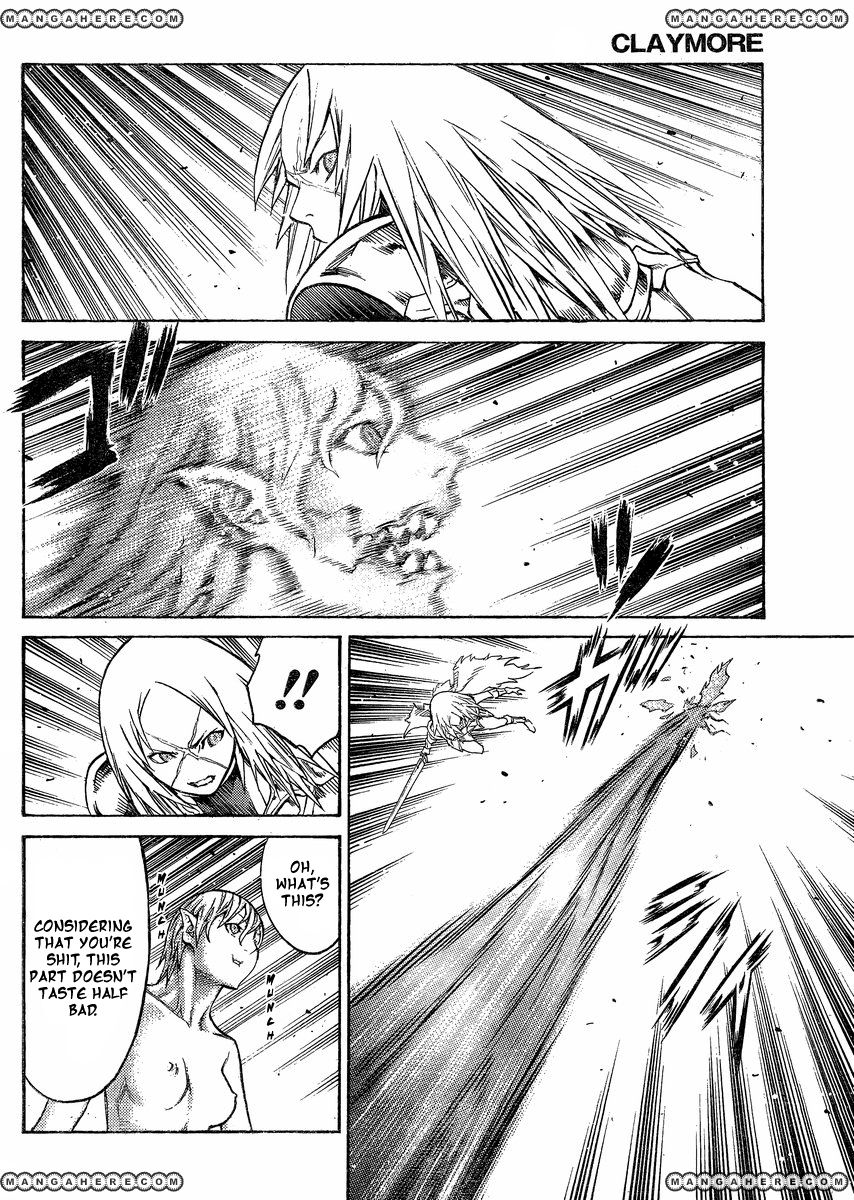 MANGAHERE.COM
MANGAHERE.COM
CLAYMORE
!!
OH,
WHAT'S
THIS?
MUNCH
MUNCH
CONSIDERING
THAT YOU'RE
SHIT, THIS
PART DOESN'T
TASTE HALF
BAD.
MANGAHERE.COM
MANGAHERE.COM